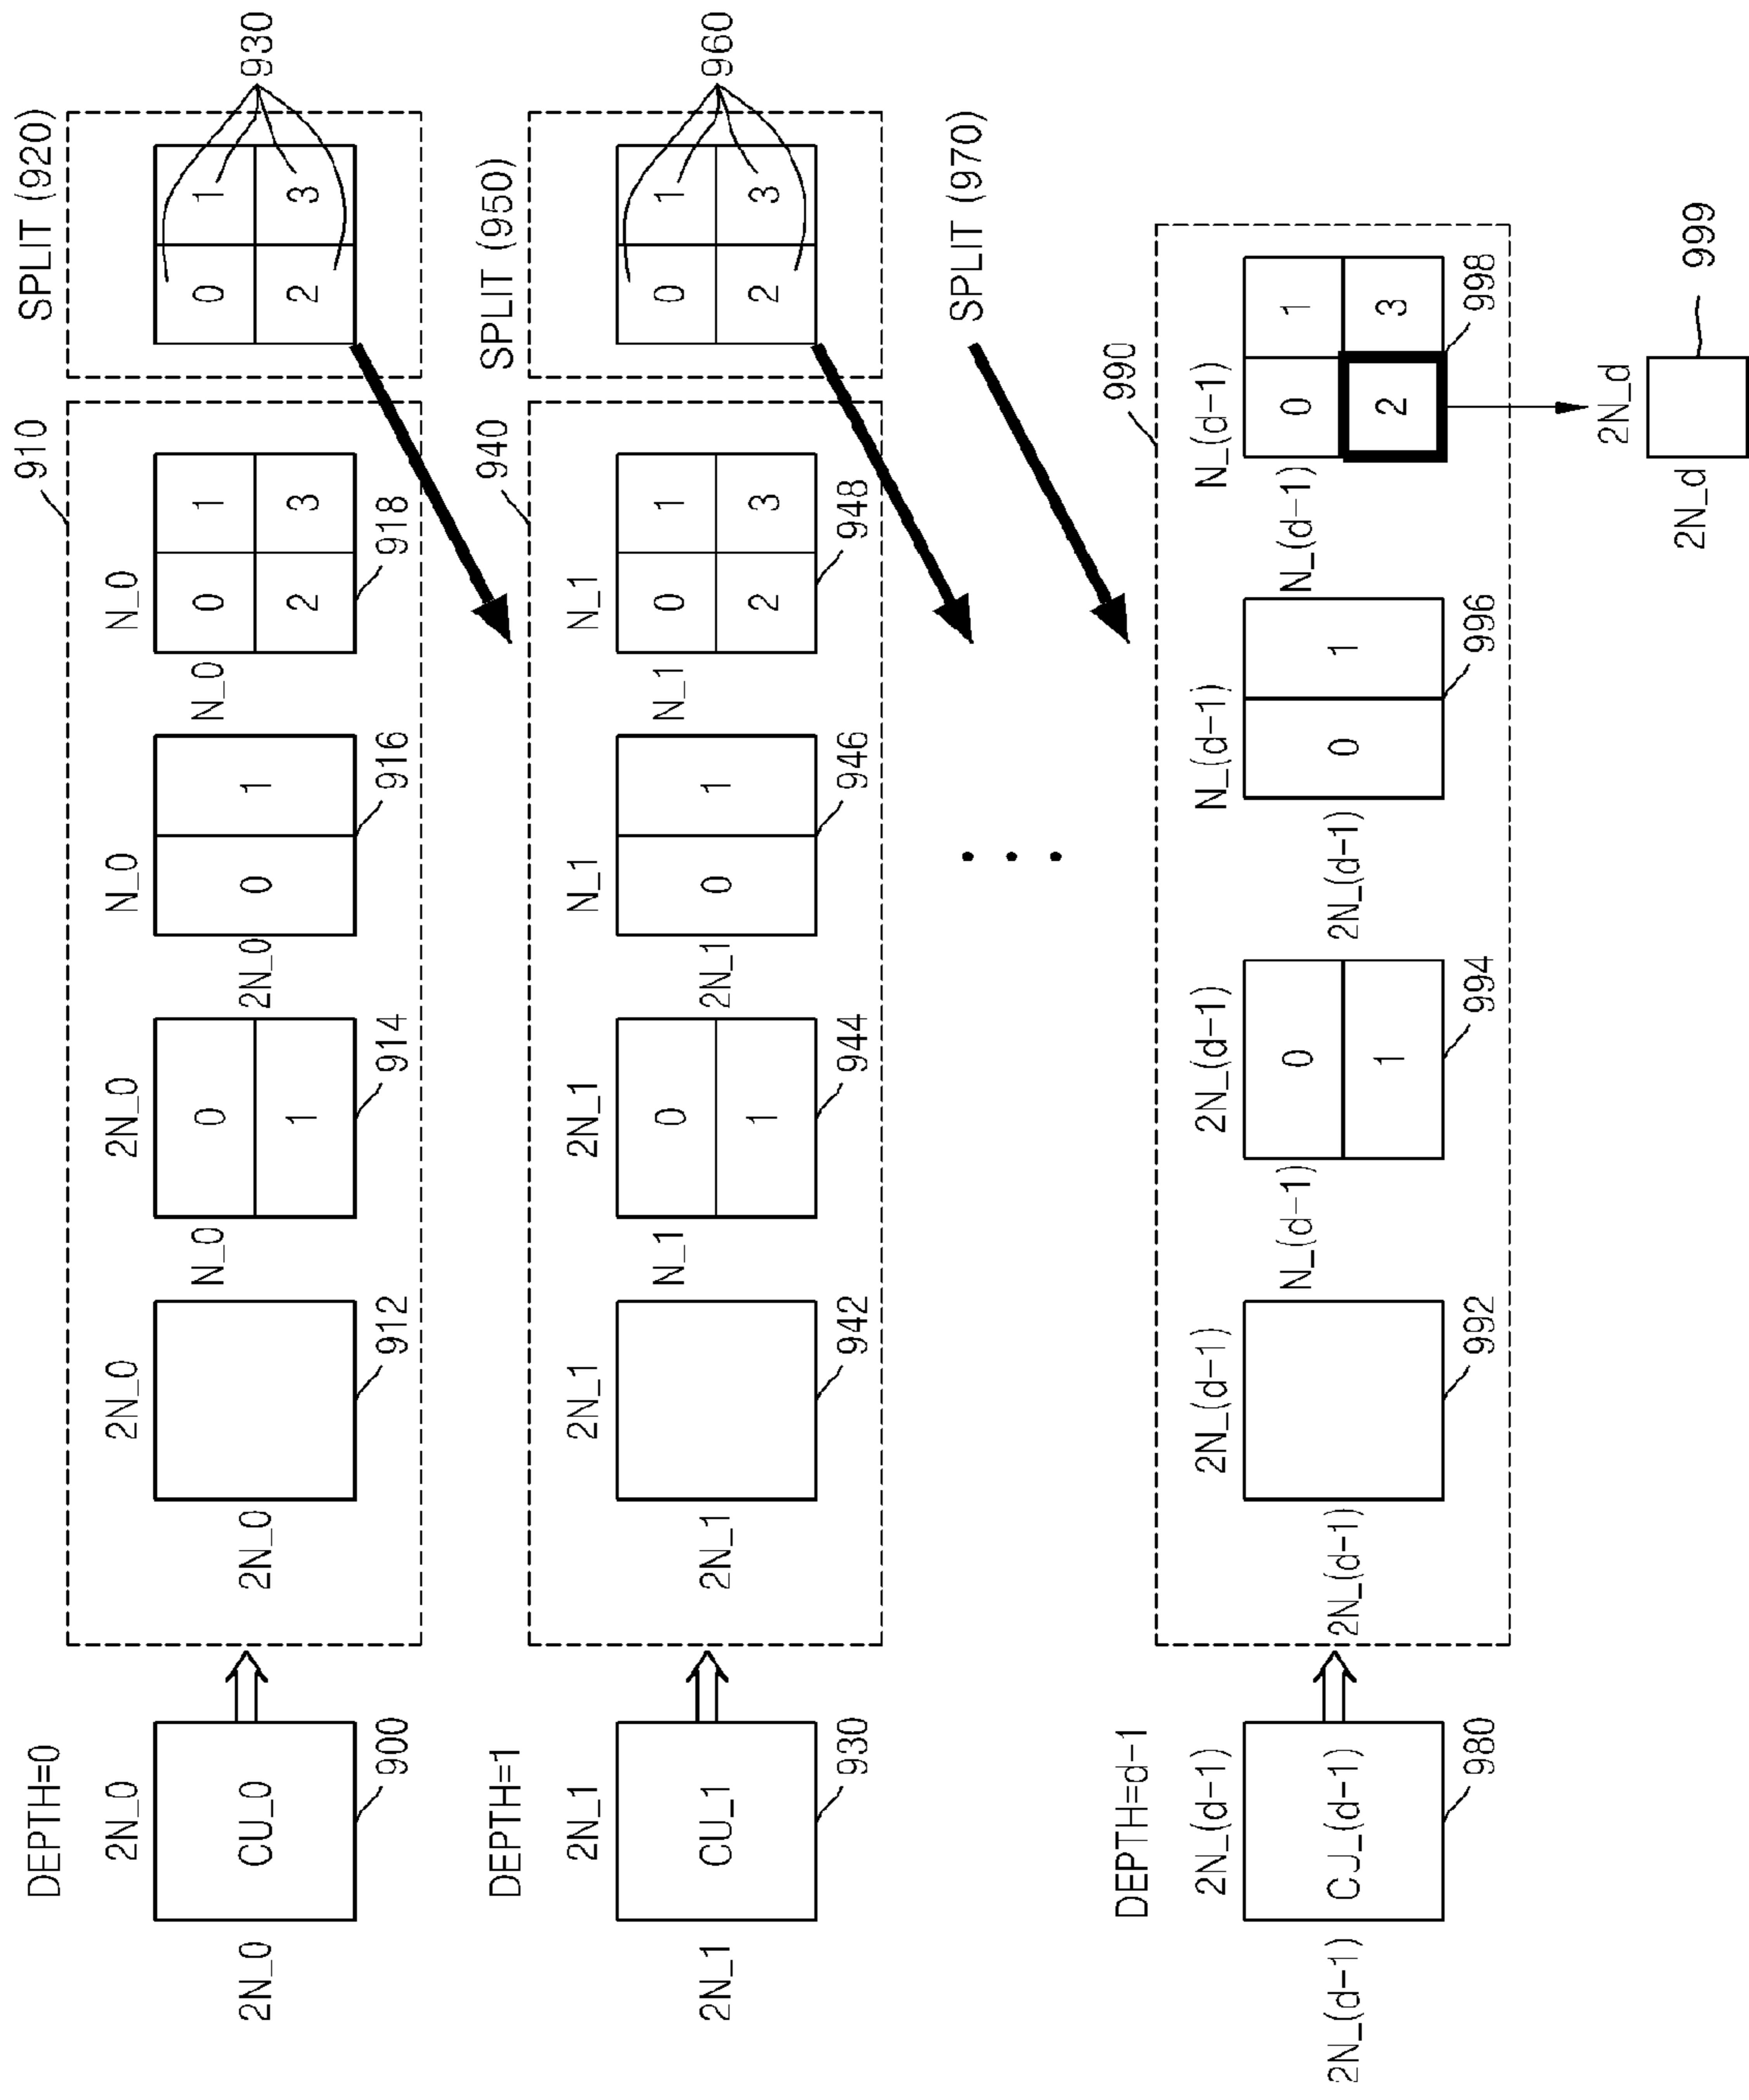 DEPTH=0
2N_0
2N_0
CU_0
900
910
2N_0
2N_0
912
2N_0
N_0
0
1
914
N_0
2N_0
0
1
916
N_0
N_0
0
1
2
3
918
SPLIT (920)
0
1
2
3
930
DEPTH=1
2N_1
2N_1
CU_1
930
940
2N_1
2N_1
942
2N_1
N_1
0
1
944
N_1
2N_1
0
1
946
N_1
N_1
0
1
2
3
948
SPLIT (950)
0
1
2
3
960
SPLIT (970)
DEPTH=d-1
2N_(d-1)
2N_(d-1)
CJ_(d-1)
980
990
2N_(d-1)
2N_(d-1)
992
2N_(d-1)
N_(d-1)
0
1
994
N_(d-1)
2N_(d-1)
0
1
996
N_(d-1)
N_(d-1)
0
1
2
3
998
2N_d
2N_d
999